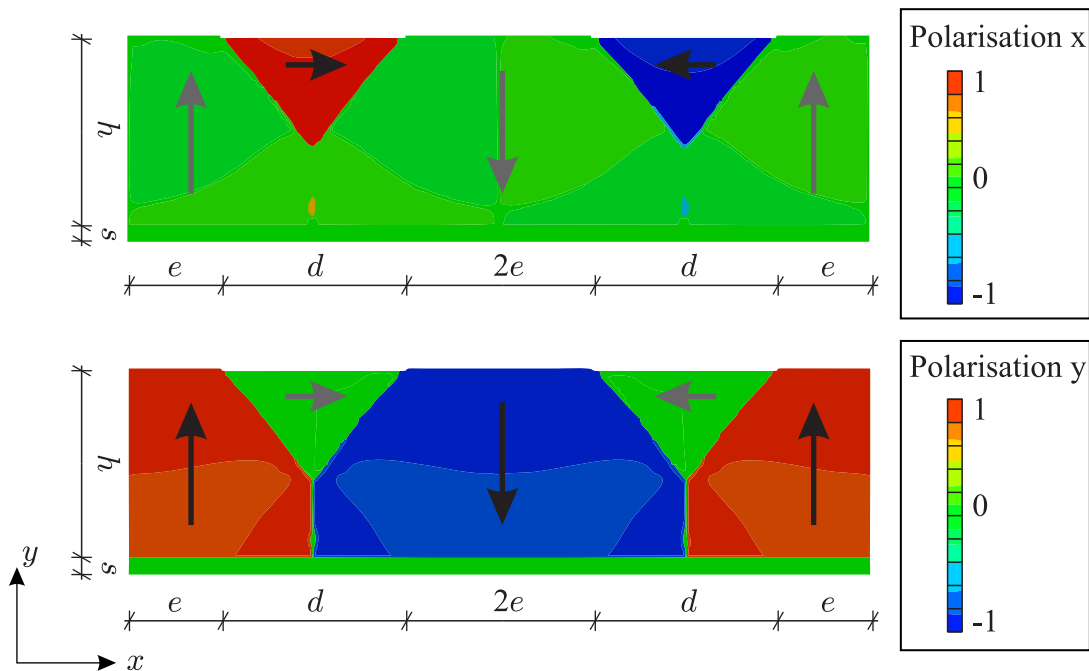 Polarisation x
1
0
-1
h
s
e d 2e d e
Polarisation y
1
0
-1
h
s
e d 2e d e
y
x